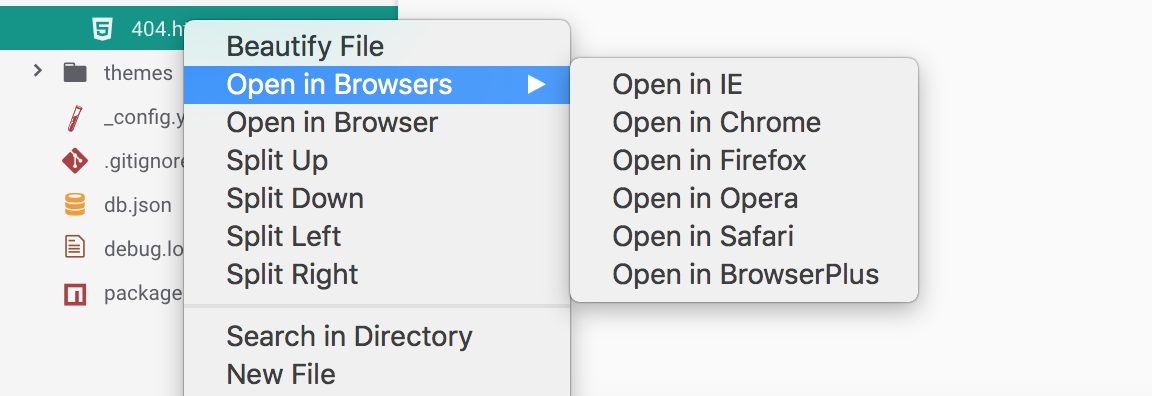 404.h
Beautify File
Open in Browsers
Open in Browser
Split Up
Split Down
Split Left
Split Right
Search in Directory
New File
Open in IE
Open in Chrome
Open in Firefox
Open in Opera
Open in Safari
Open in BrowserPlus
themes
_config.y
.gitignore
db.json
debug.lo
package